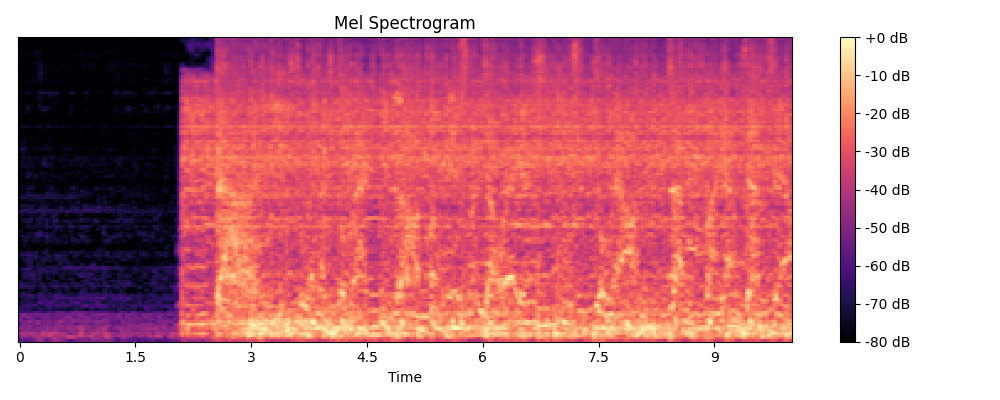 Mel Spectrogram
+0 dB
-10 dB
-20 dB
-30 dB
-40 dB
-50 dB
-60 dB
-70 dB
-80 dB
0 1.5 3 4.5 6 7.5 9
Time